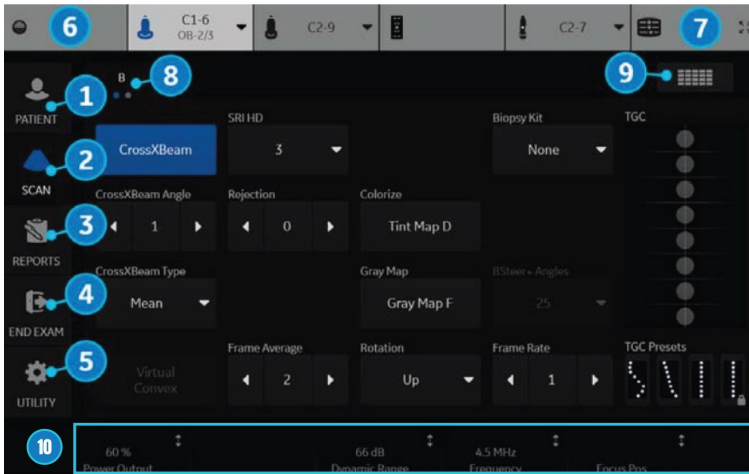 6
C1-6
OB-2/3
C2-9
C2-7
7
B
8
9
1
PATIENT
SRI HD
Biopsy Kit
TGC
CrossXBeam
3
None
2
SCAN
CrossXBeam Angle
Rejection
Colorize
1
0
Tint Map D
3
REPORTS
CrossXBeam Type
Gray Map
BSteer+ Angles
4
Mean
Gray Map F
25
END EXAM
Frame Average
Rotation
Frame Rate
TGC Presets
5
Virtual
Convex
2
Up
1
UTILITY
10
60 %
66 dB
4.5 MHz
Power Output
Dynamic Range
Frequency
Focus Pos.